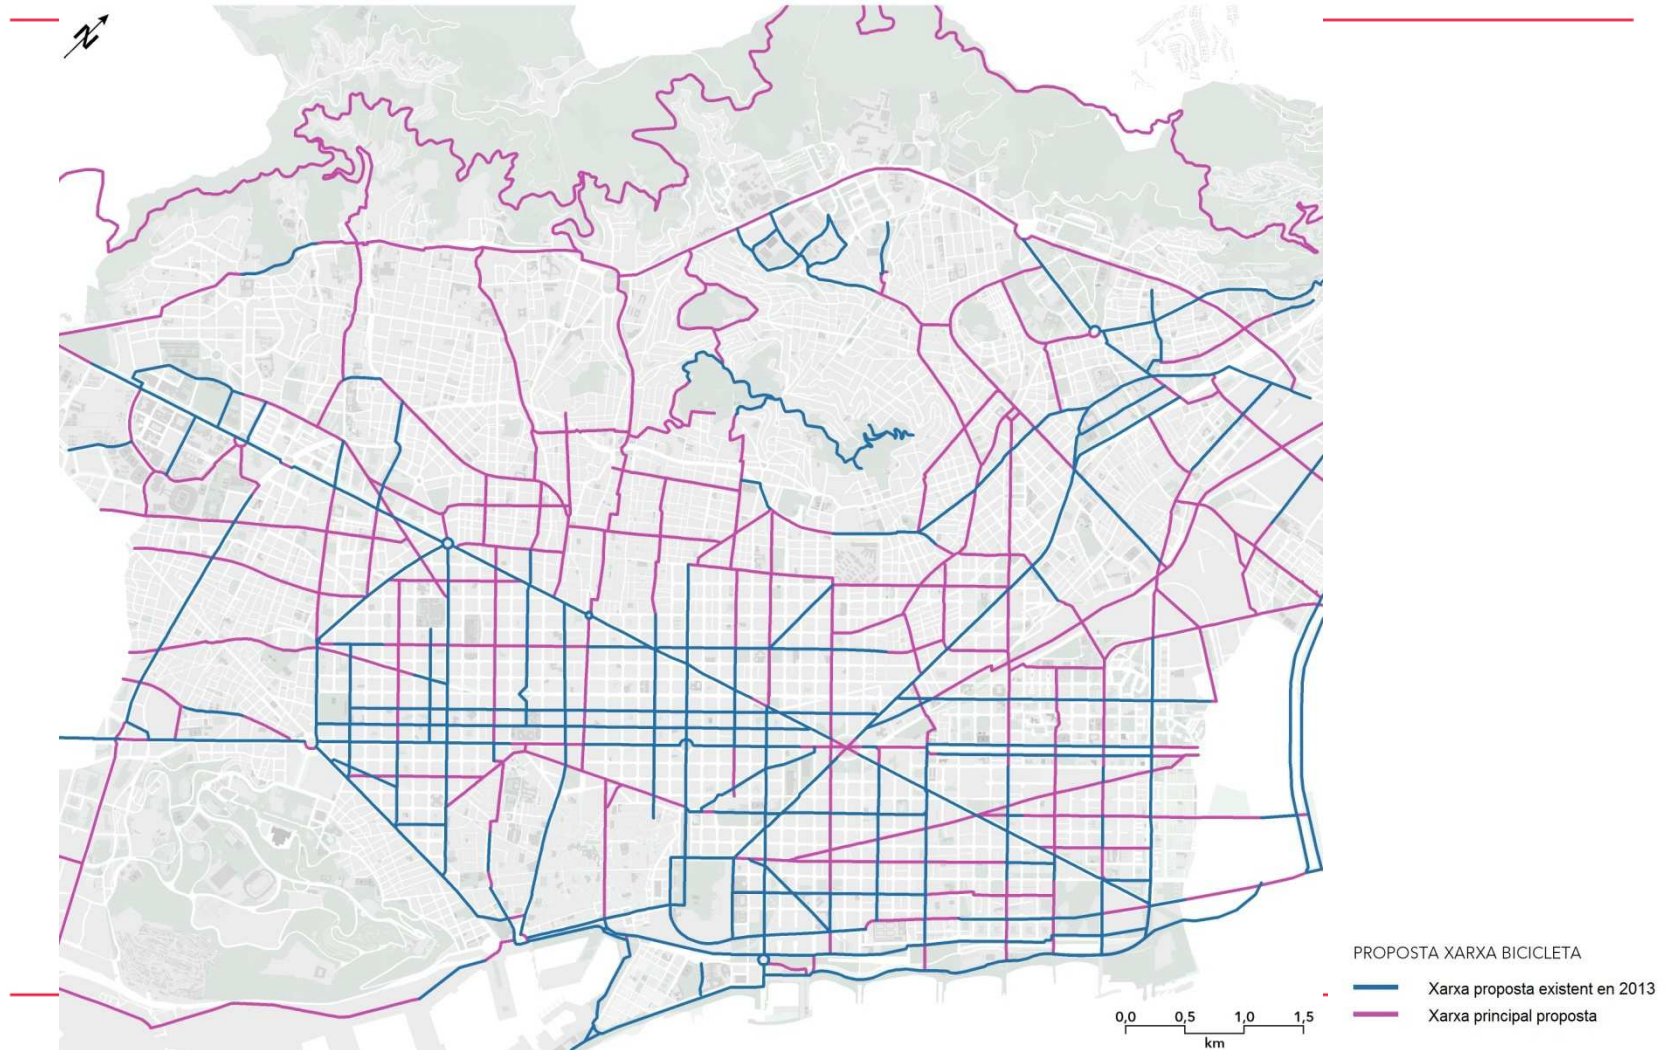 N
PROPOSTA XARXA BICICLETA
Xarxa proposta existent en 2013
Xarxa principal proposta
0,0 0,5 1,0 1,5
km